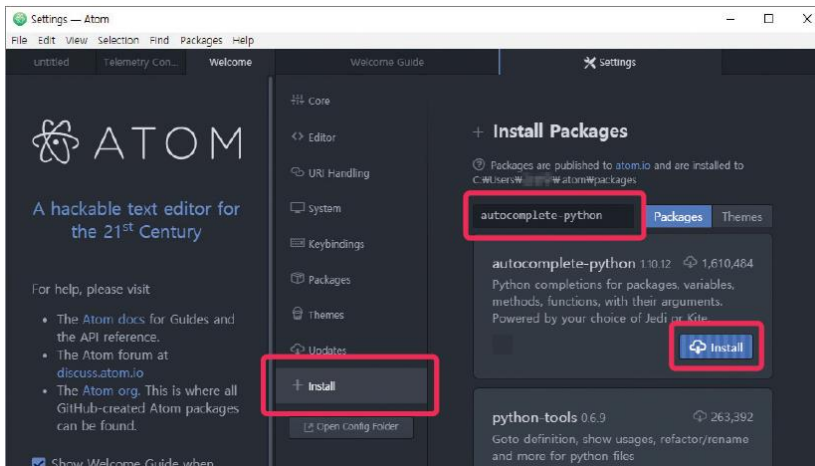 Settings — Atom
File Edit View Selection Find Packages Help
untitled Telemetry Con... Welcome Welcome Guide Settings
ATOM
A hackable text editor for
the 21st Century
For help, please visit
• The Atom docs for Guides and
the API reference.
• The Atom forum at
discuss.atom.io
• The Atom org. This is where all
GitHub-created Atom packages
can be found.
Show Welcome Guide when
Core
Editor
URI Handling
System
Keybindings
Packages
Themes
Updates
+ Install
Open Config Folder
+ Install Packages
Packages are published to atom.io and are installed to
C:₩Users₩ ₩.atom₩packages
autocomplete-python Packages Themes
autocomplete-python 1.10.12 1,610,484
Python completions for packages, variables,
methods, functions, with their arguments.
Powered by your choice of Jedi or Kite.
Install
python-tools 0.6.9 263,392
Goto definition, show usages, refactor/rename
and more for python files